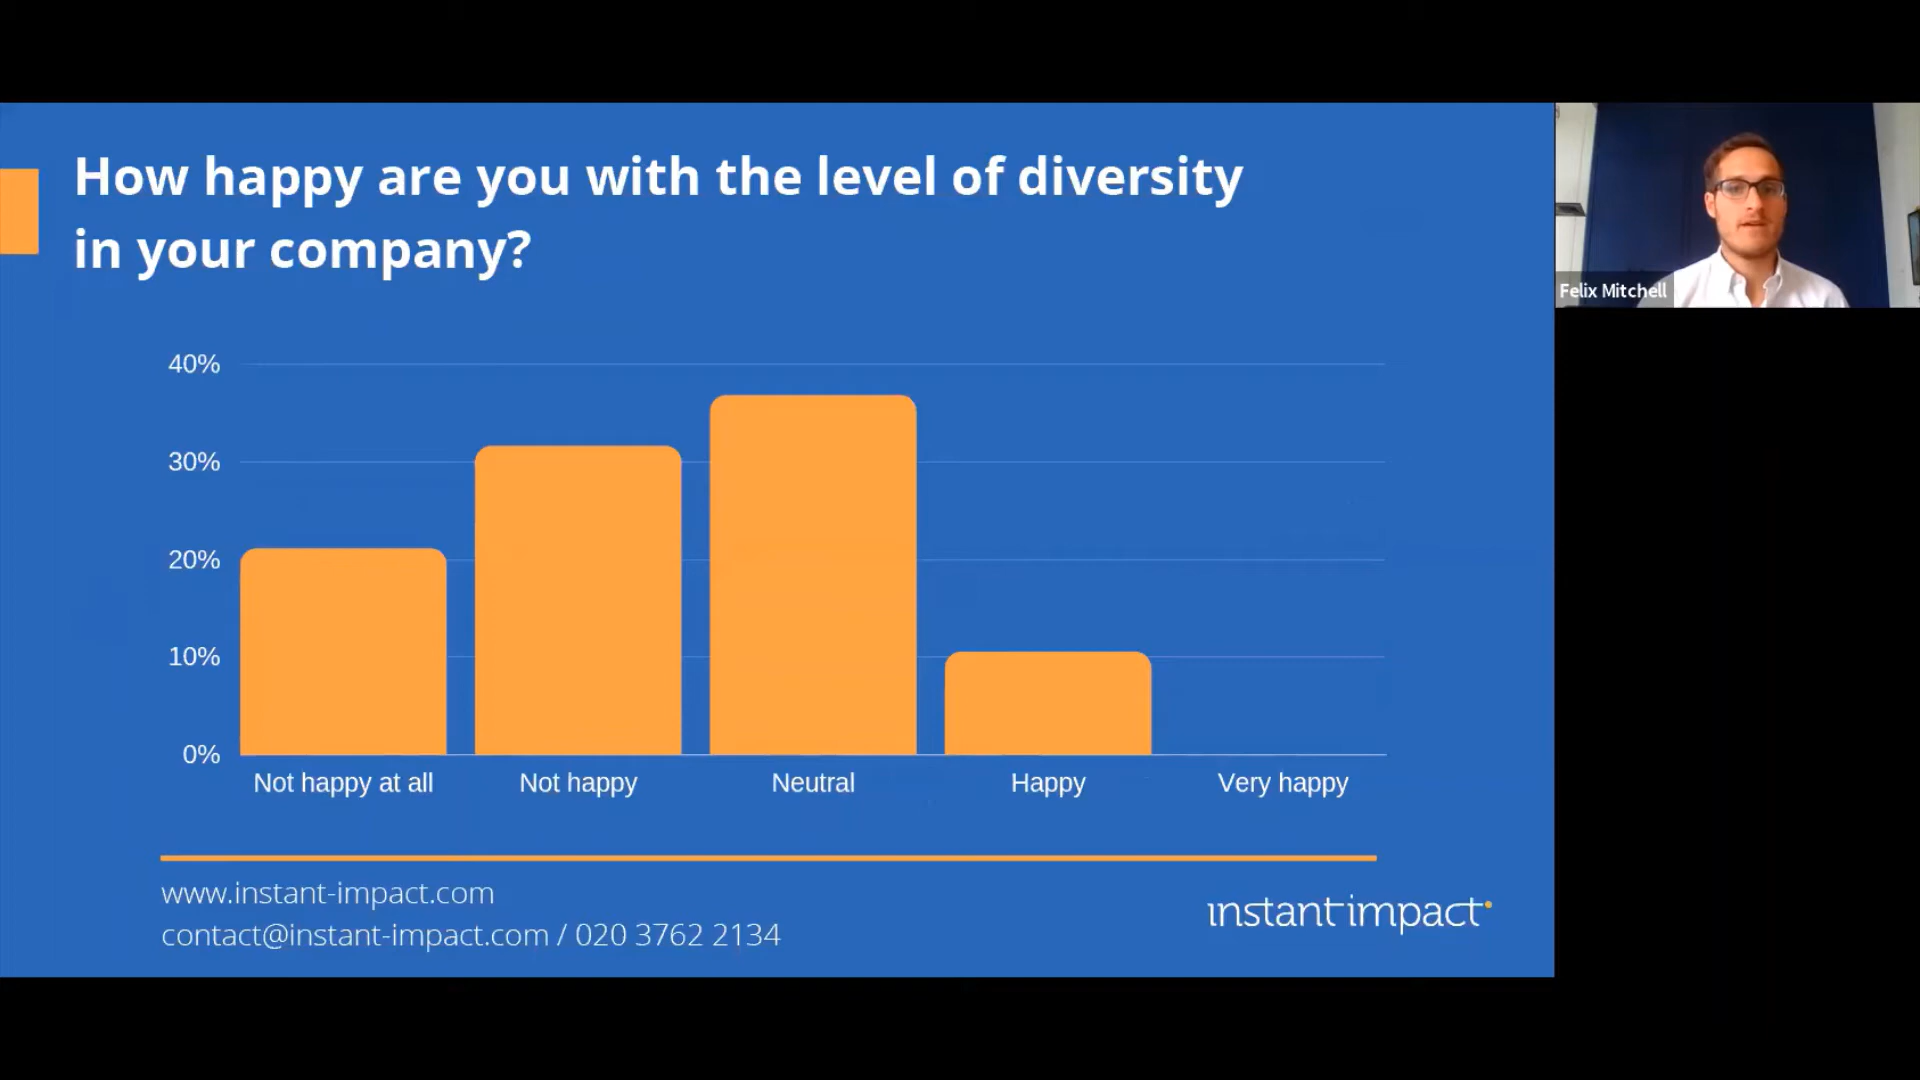 How happy are you with the level of diversity
in your company?
Felix Mitchell
40%
30%
20%
10%
0%
Not happy at all
Not happy
Neutral
Happy
Very happy
www.instant-impact.com
contact@instant-impact.com / 020 3762 2134
instant impact